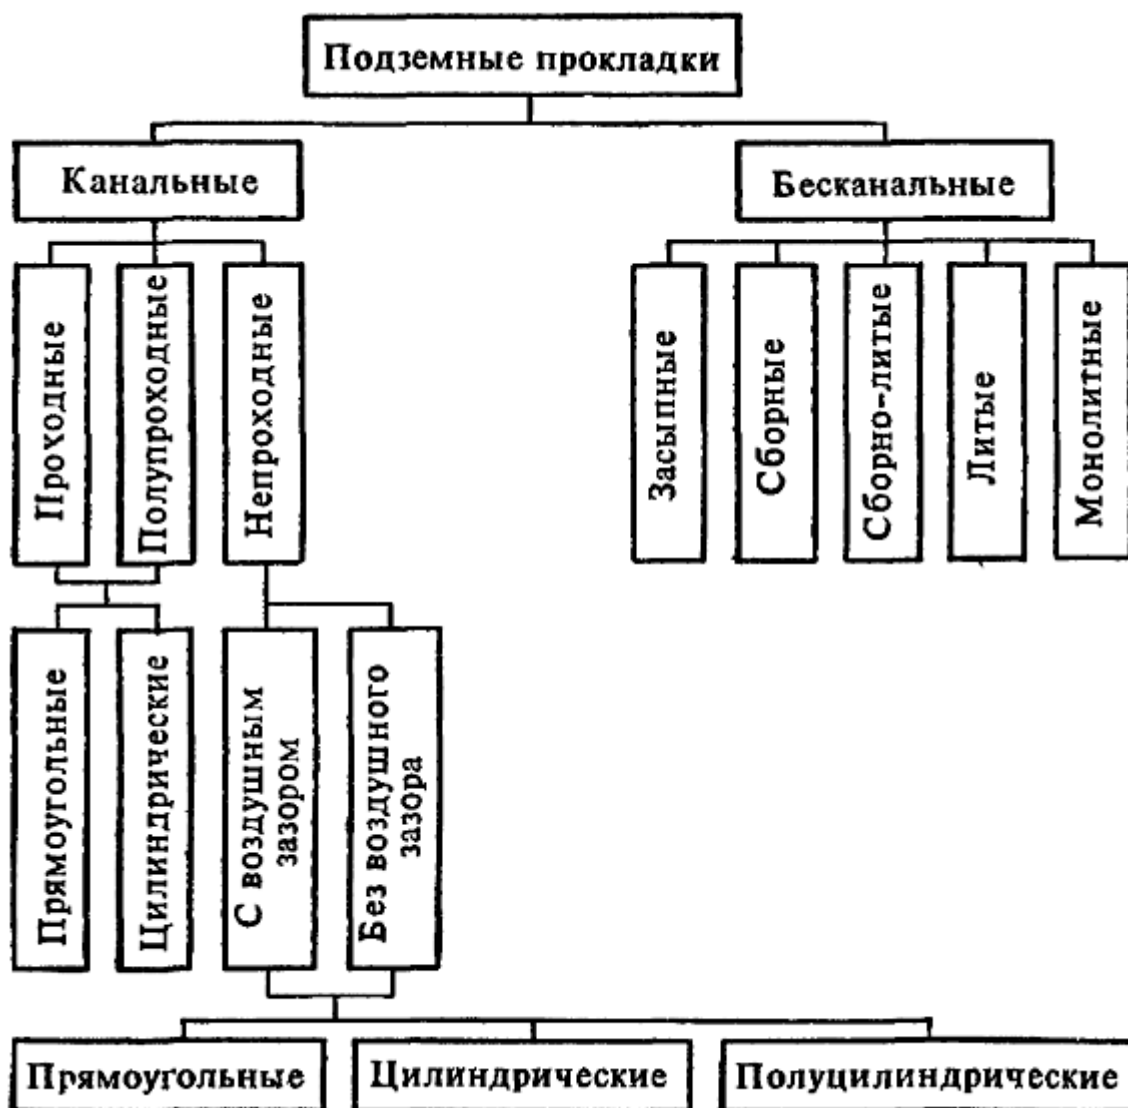 Подземные прокладки
Канальные
Бесканальные
Проходные
Полупроходные
Непроходные
Засыпные
Сборные
Сборно-литые
Литые
Монолитные
Прямоугольные
Цилиндрические
С воздушным
зазором
Без воздушного
зазора
Прямоугольные
Цилиндрические
Полуцилиндрические